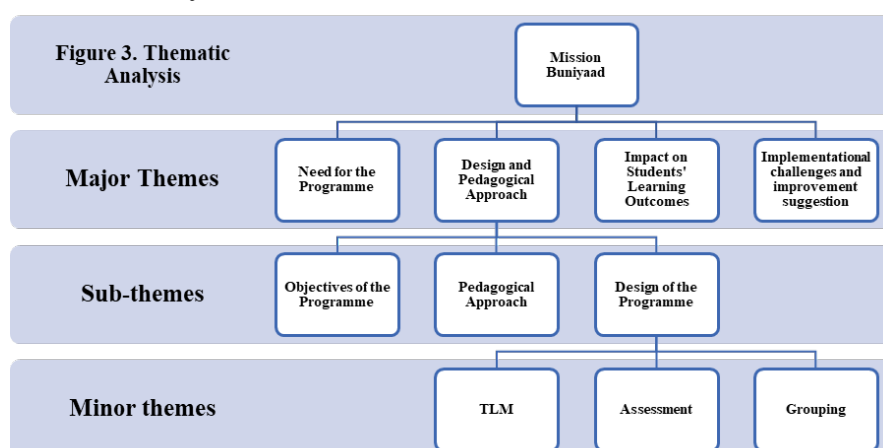 Figure 3. Thematic
Analysis
Mission
Buniyaad
Major Themes
Need for the
Programme
Design and
Pedagogical
Approach
Impact on
Students'
Learning
Outcomes
Implementational
challenges and
improvement
suggestion
Sub-themes
Objectives of the
Programme
Pedagogical
Approach
Design of the
Programme
Minor themes
TLM
Assessment
Grouping